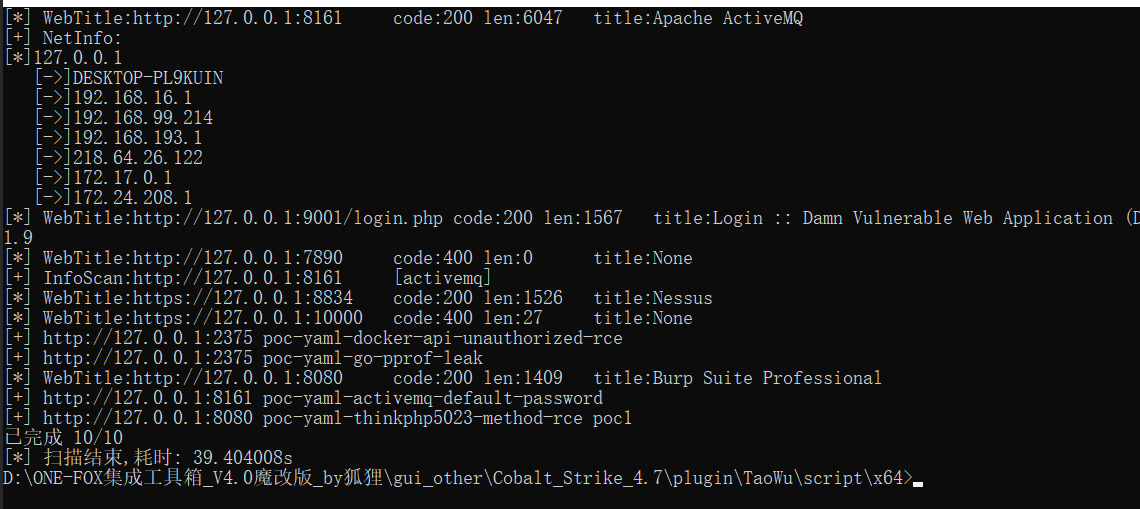 [*] WebTitle:http://127.0.0.1:8161     code:200 len:6047   title:Apache ActiveMQ
[+] NetInfo:
[*]127.0.0.1
   [->]DESKTOP-PL9KUIN
   [->]192.168.16.1
   [->]192.168.99.214
   [->]192.168.193.1
   [->]218.64.26.122
   [->]172.17.0.1
   [->]172.24.208.1
[*] WebTitle:http://127.0.0.1:9001/login.php code:200 len:1567   title:Login :: Damn Vulnerable Web Application (D
1.9
[*] WebTitle:http://127.0.0.1:7890     code:400 len:0      title:None
[+] InfoScan:http://127.0.0.1:8161     [activemq]
[*] WebTitle:https://127.0.0.1:8834    code:200 len:1526   title:Nessus
[*] WebTitle:https://127.0.0.1:10000   code:400 len:27     title:None
[+] http://127.0.0.1:2375 poc-yaml-docker-api-unauthorized-rce
[+] http://127.0.0.1:2375 poc-yaml-go-pprof-leak
[*] WebTitle:http://127.0.0.1:8080     code:200 len:1409   title:Burp Suite Professional
[+] http://127.0.0.1:8161 poc-yaml-activemq-default-password
[+] http://127.0.0.1:8080 poc-yaml-thinkphp5023-method-rce poc1
已完成 10/10
[*] 扫描结束,耗时: 39.404008s
D:\ONE-FOX集成工具箱_V4.0魔改版_by狐狸\gui_other\Cobalt_Strike_4.7\plugin\TaoWu\script\x64>